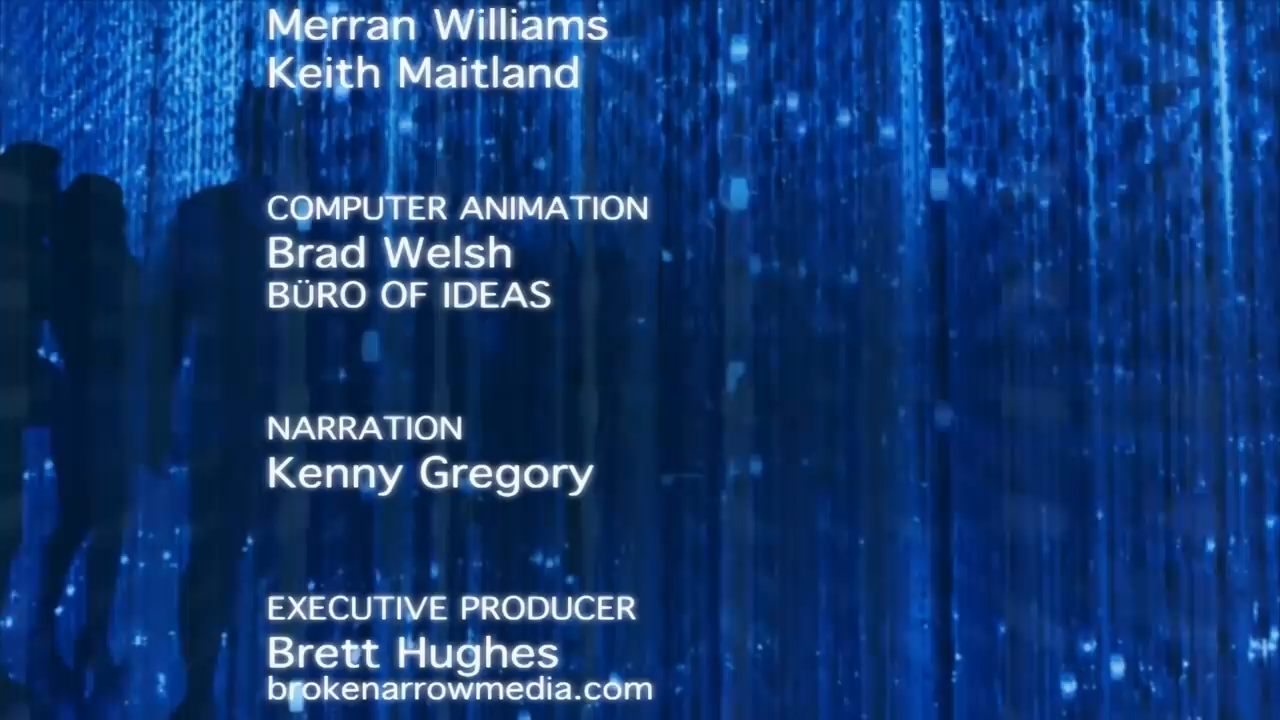 Merran Williams
Keith Maitland
COMPUTER ANIMATION
Brad Welsh
BÜRO OF IDEAS
NARRATION
Kenny Gregory
EXECUTIVE PRODUCER
Brett Hughes
brokenarrowmedia.com